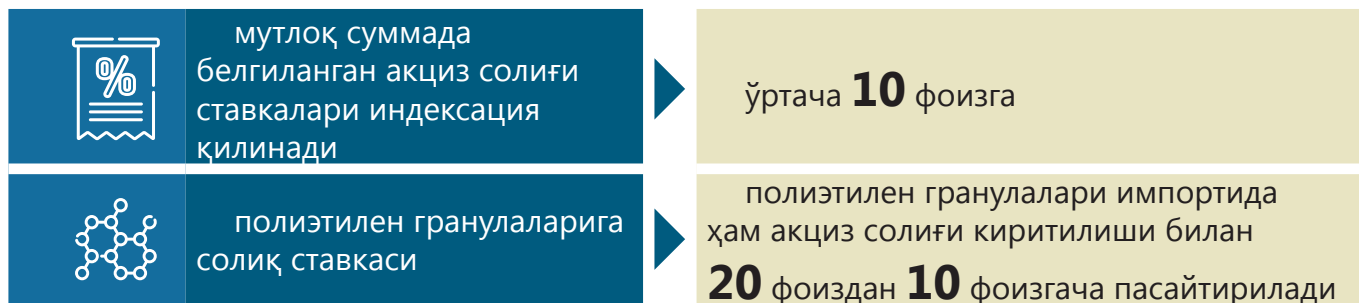 %
мутлоқ суммада
белгиланган акциз солиғи
ставкалари индексация
қилинади
ўртача 10 фоизга
полиэтилен гранулаларига
солиқ ставкаси
полиэтилен гранулалари импортида
ҳам акциз солиғи киритилиши билан
20 фоиздан 10 фоизгача пасайтирилади